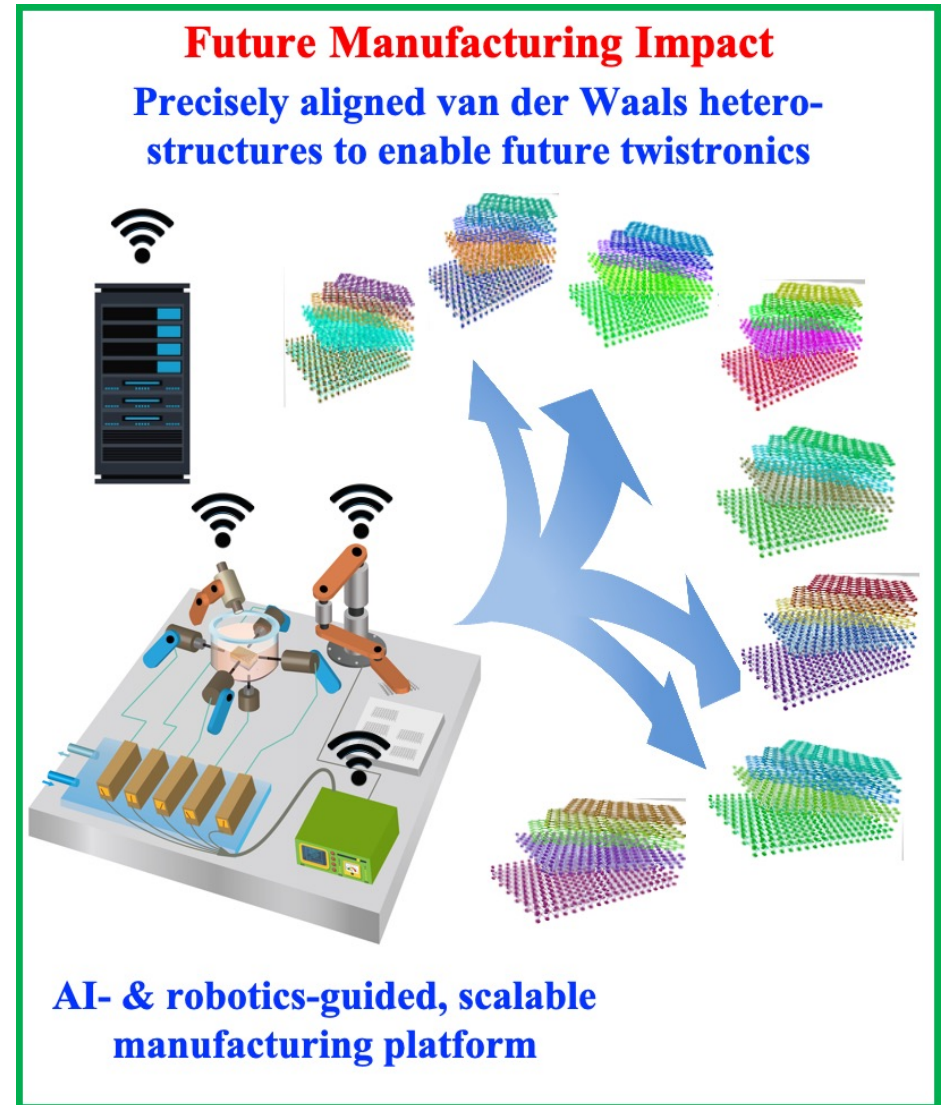 Future Manufacturing Impact
Precisely aligned van der Waals hetero-
structures to enable future twistronics
AI- & robotics-guided, scalable
manufacturing platform